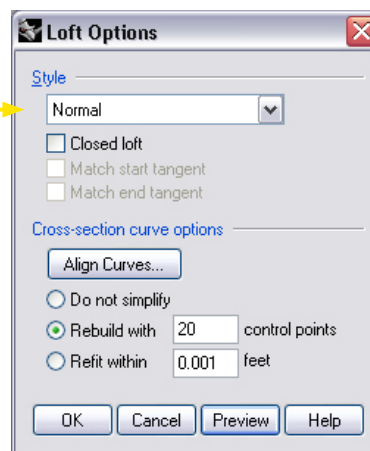 Loft Options
Style
Normal
Closed loft
Match start tangent
Match end tangent
Cross-section curve options
Align Curves...
Do not simplify
Rebuild with 20 control points
Refit within 0.001 feet
OK Cancel Preview Help